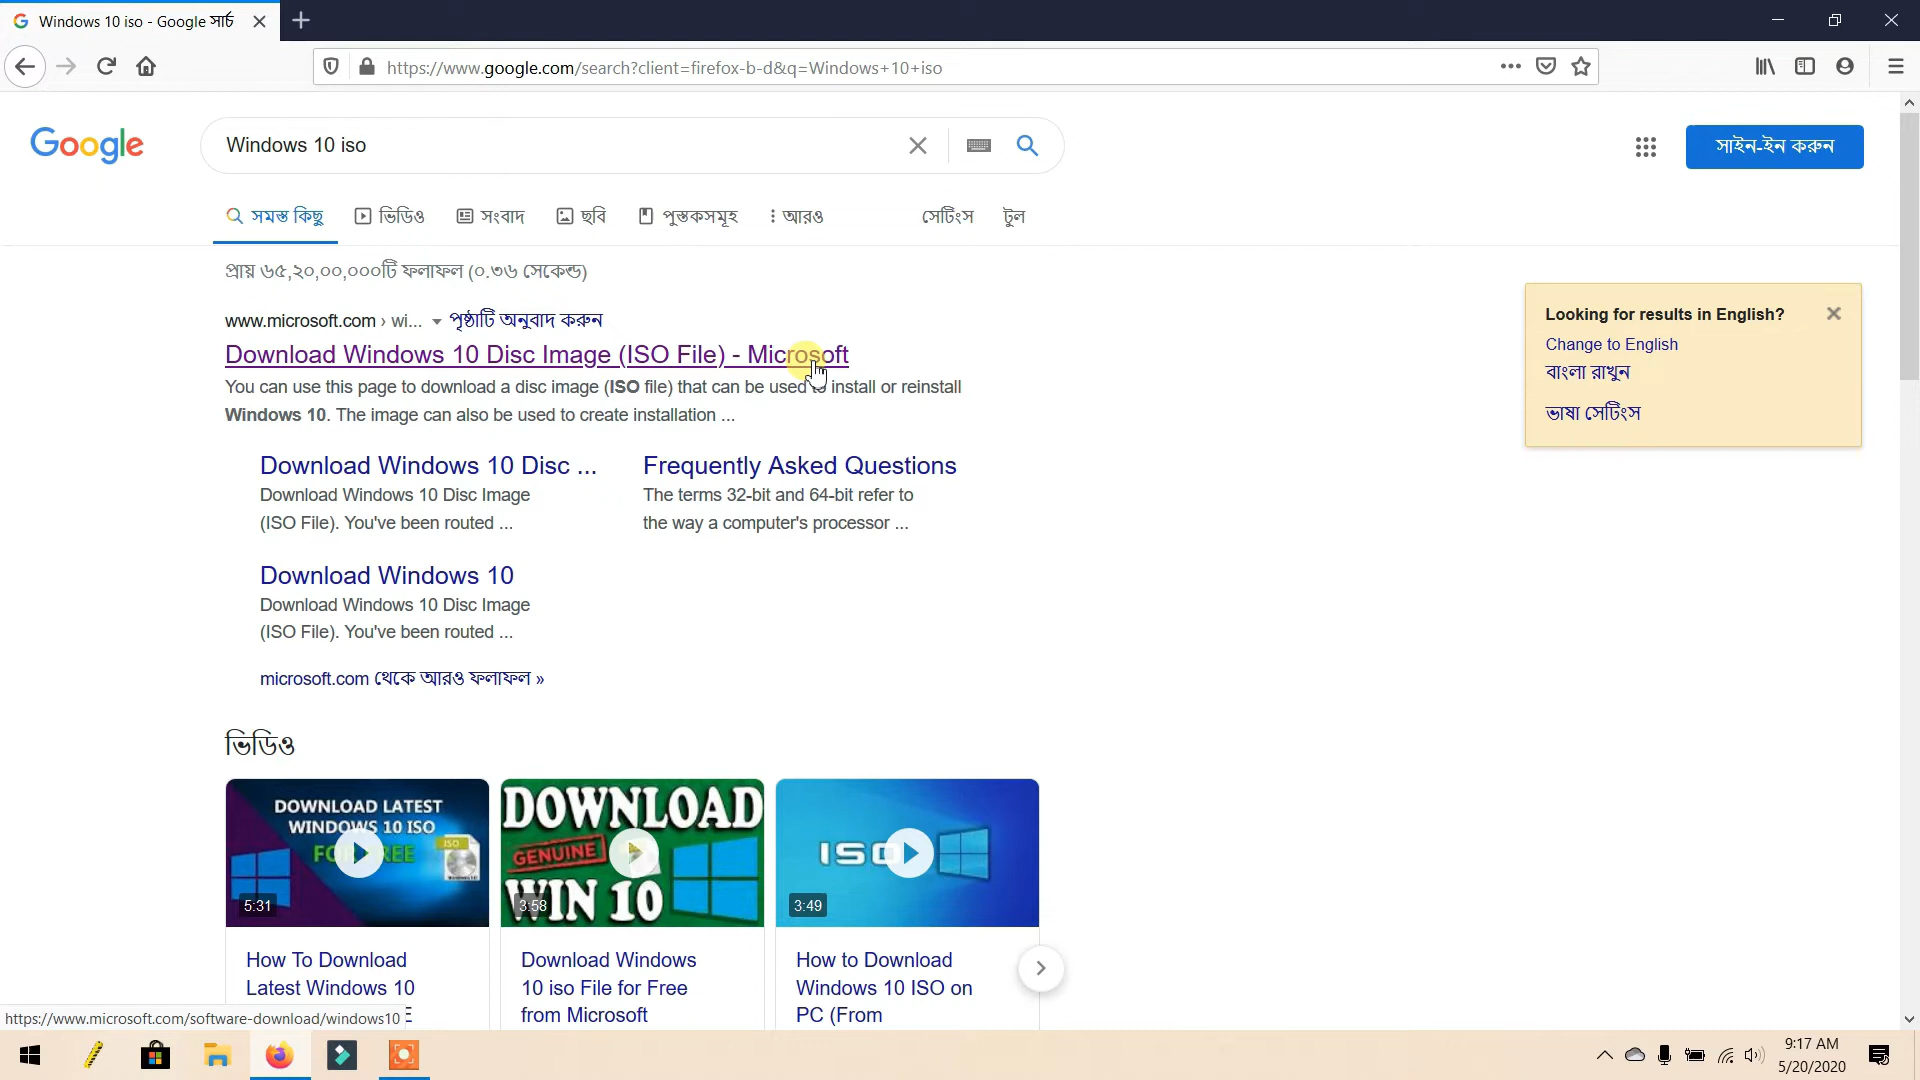 Windows 10 iso - Google সার্চ
https://www.google.com/search?client=firefox-b-d&q=Windows+10+iso
Google
Windows 10 iso
সাইন-ইন করুন
সমস্ত কিছু
ভিডিও
সংবাদ
ছবি
পুস্তকসমূহ
আরও
সেটিংস
টুল
প্রায় ৬৫,২০,০০,০০০টি ফলাফল (০.৩৬ সেকেন্ড)
www.microsoft.com › wi... পৃষ্ঠাটি অনুবাদ করুন
Download Windows 10 Disc Image (ISO File) - Microsoft
You can use this page to download a disc image (ISO file) that can be used to install or reinstall
Windows 10. The image can also be used to create installation ...
Download Windows 10 Disc ...
Download Windows 10 Disc Image
(ISO File). You've been routed ...
Frequently Asked Questions
The terms 32-bit and 64-bit refer to
the way a computer's processor ...
Download Windows 10
Download Windows 10 Disc Image
(ISO File). You've been routed ...
microsoft.com থেকে আরও ফলাফল »
Looking for results in English?
Change to English
বাংলা রাখুন
ভাষা সেটিংস
ভিডিও
DOWNLOAD LATEST
WINDOWS 10 ISO
ISO
5:31
How To Download
Latest Windows 10
DOWNLOAD
GENUINE
WIN 10
3:58
Download Windows
10 iso File for Free
from Microsoft
ISO
3:49
How to Download
Windows 10 ISO on
PC (From
https://www.microsoft.com/software-download/windows10
9:17 AM
5/20/2020